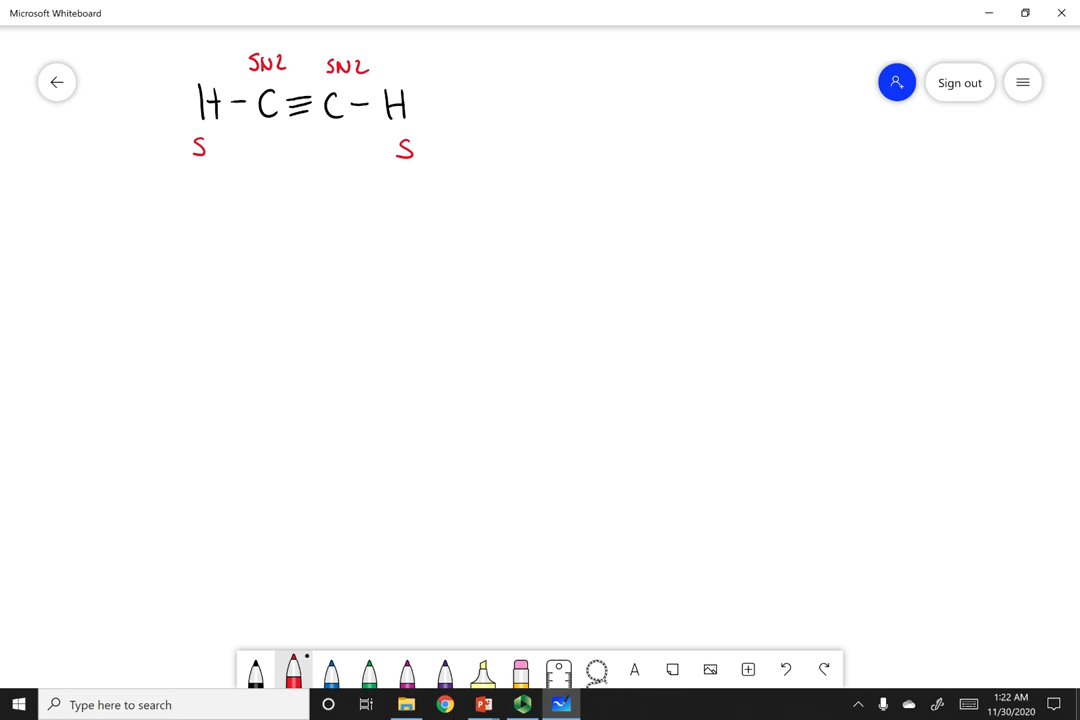 Microsoft Whiteboard
SN2 SN2
H - C ≡ C - H
S S
Sign out
A
Type here to search
1:22 AM
11/30/2020